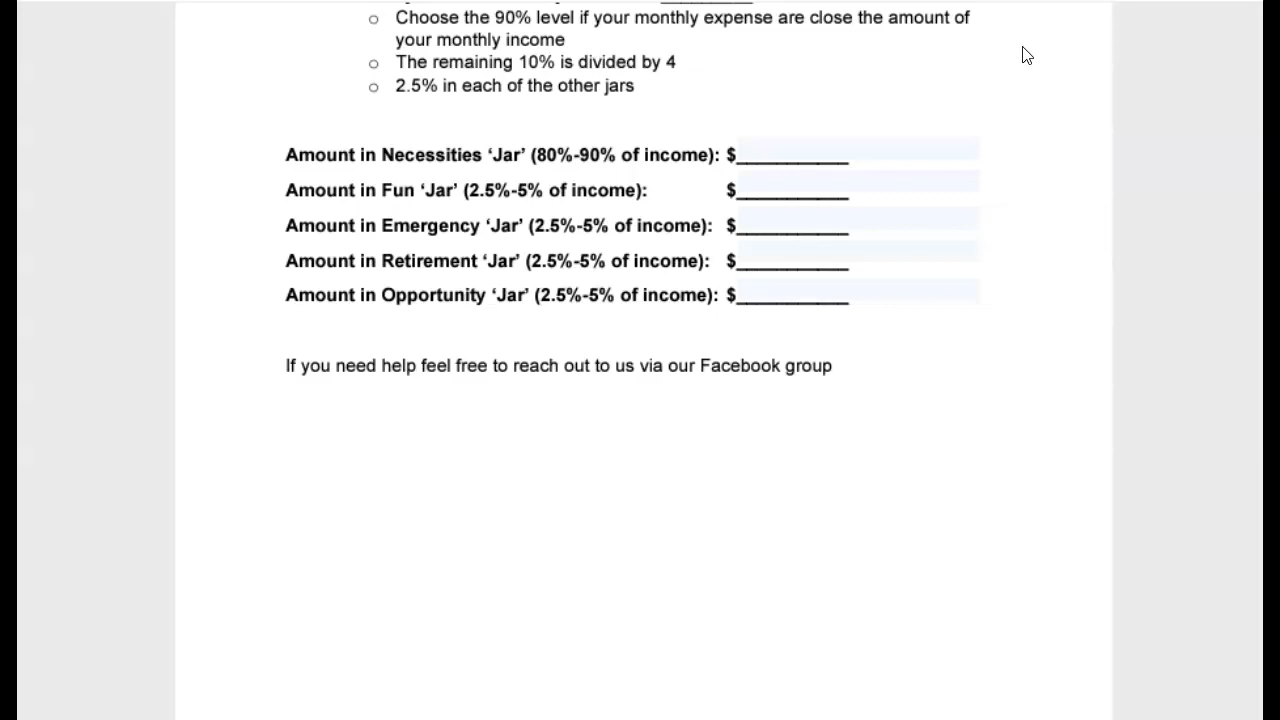 o Choose the 90% level if your monthly expense are close the amount of
your monthly income
o The remaining 10% is divided by 4
o 2.5% in each of the other jars
Amount in Necessities ‘Jar’ (80%-90% of income): $___________
Amount in Fun ‘Jar’ (2.5%-5% of income): $___________
Amount in Emergency ‘Jar’ (2.5%-5% of income): $___________
Amount in Retirement ‘Jar’ (2.5%-5% of income): $___________
Amount in Opportunity ‘Jar’ (2.5%-5% of income): $___________
If you need help feel free to reach out to us via our Facebook group